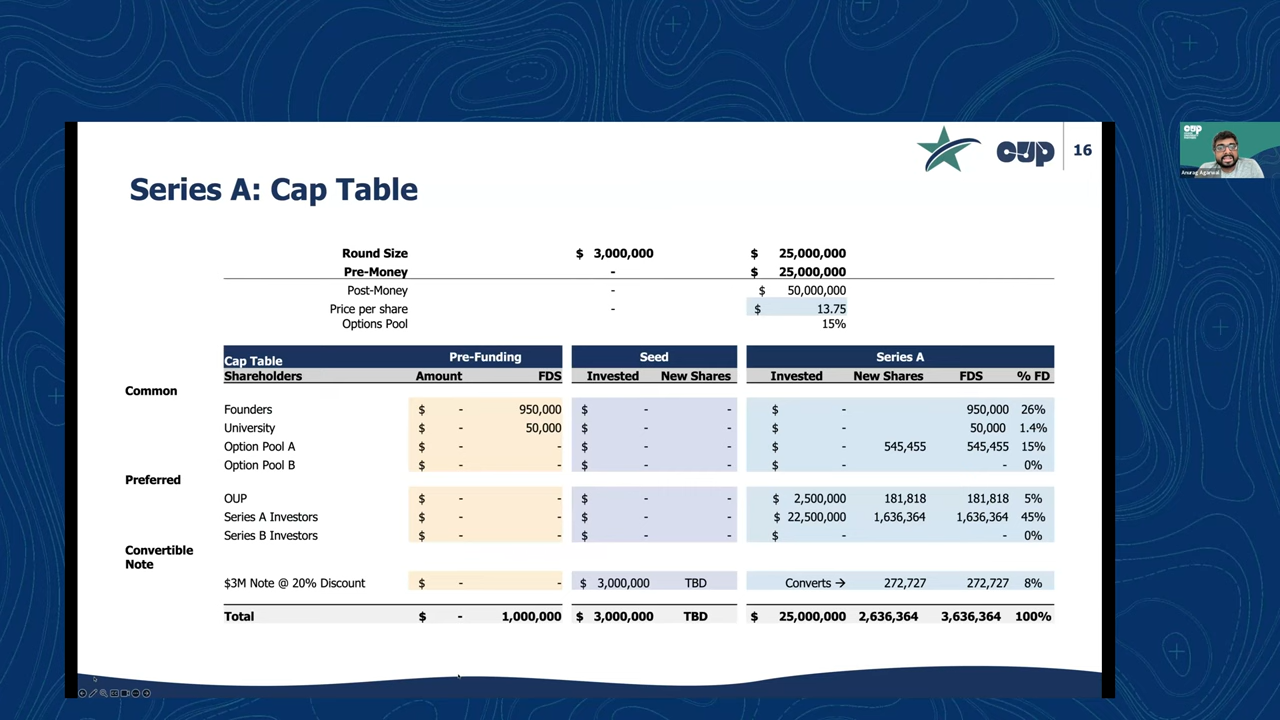 OUP 16
Series A: Cap Table
Round Size $ 3,000,000 $ 25,000,000
Pre-Money - $ 25,000,000
Post-Money - $ 50,000,000
Price per share - $ 13.75
Options Pool 15%
Cap Table Pre-Funding Seed Series A
Shareholders Amount FDS Invested New Shares Invested New Shares FDS % FD
Common
Founders $ - 950,000 $ - - $ - 950,000 26%
University $ - 50,000 $ - - $ - 50,000 1.4%
Option Pool A $ - - $ - - $ - 545,455 545,455 15%
Option Pool B $ - - $ - - $ - - 0%
Preferred
OUP $ - - $ - - $ 2,500,000 181,818 181,818 5%
Series A Investors $ - - $ - - $ 22,500,000 1,636,364 1,636,364 45%
Series B Investors $ - - $ - - $ - - 0%
Convertible
Note
$3M Note @ 20% Discount $ - - $ 3,000,000 TBD Converts → 272,727 272,727 8%
Total $ - 1,000,000 $ 3,000,000 TBD $ 25,000,000 2,636,364 3,636,364 100%
Anurag Agarwal